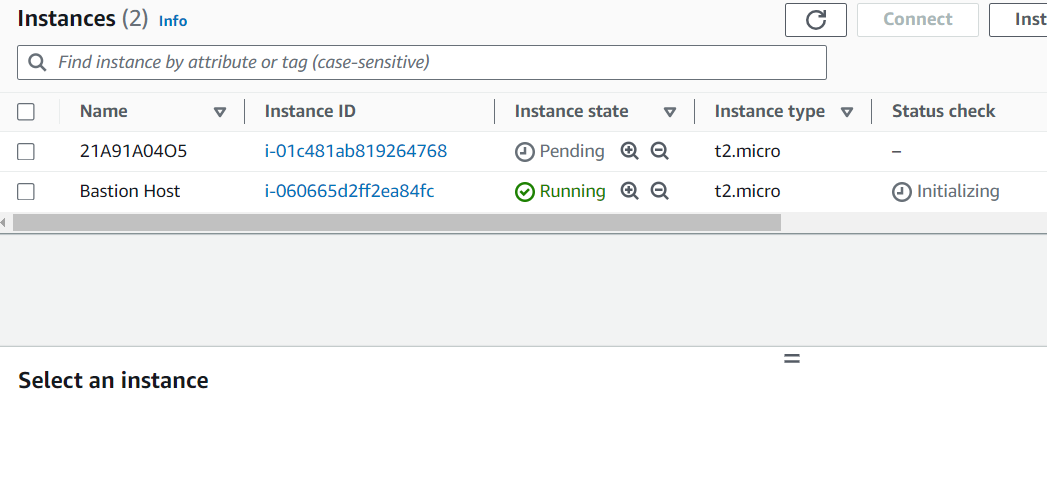 Instances (2) Info
Connect
Inst
Find instance by attribute or tag (case-sensitive)
Name Instance ID Instance state Instance type Status check
21A91A04O5 i-01c481ab819264768 Pending t2.micro –
Bastion Host i-060665d2ff2ea84fc Running t2.micro Initializing
Select an instance